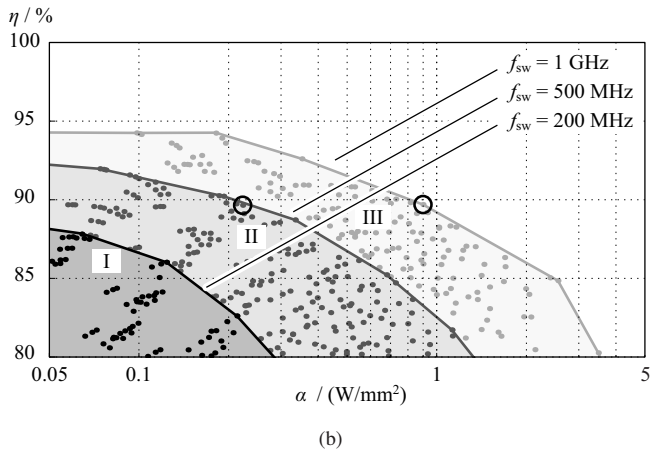 η / %
100
95
90
85
80
f_sw = 1 GHz
f_sw = 500 MHz
f_sw = 200 MHz
I
II
III
0.05 0.1 1 5
α / (W/mm²)
(b)